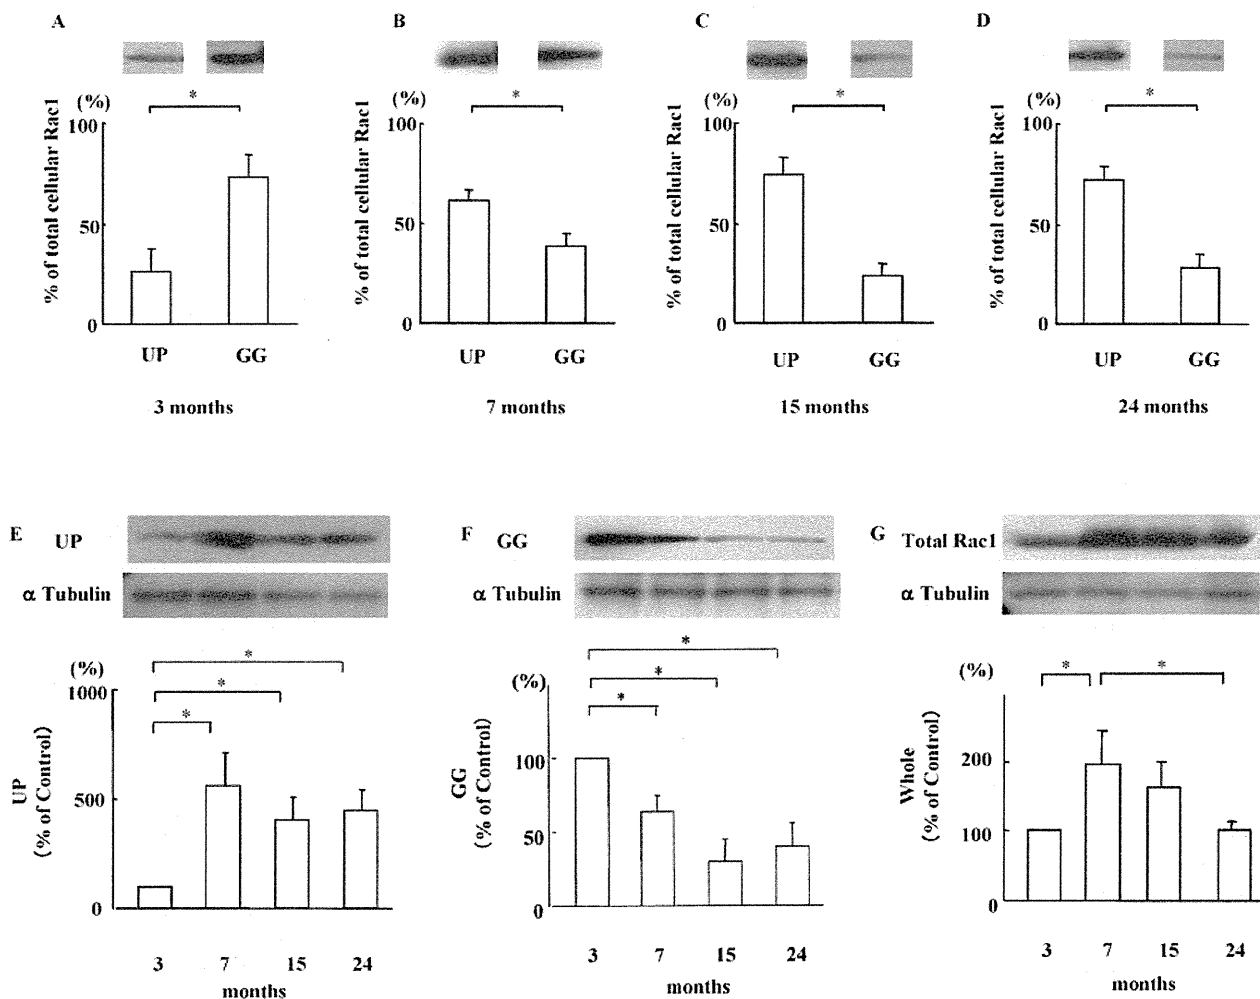 A B C D
(%) * (%) * (%) * (%) *
100 100 100 100
% of total cellular Rac1 % of total cellular Rac1 % of total cellular Rac1 % of total cellular Rac1
50 50 50 50
0 0 0 0
UP GG UP GG UP GG UP GG
3 months 7 months 15 months 24 months
E UP F GG G Total Rac1
α Tubulin α Tubulin α Tubulin
(%) * * *
(%) * * *
(%) * *
1000
500
0
UP
(% of Control)
100
50
0
GG
(% of Control)
200
100
0
Whole
(% of Control)
3 7 15 24 3 7 15 24 3 7 15 24
months months months